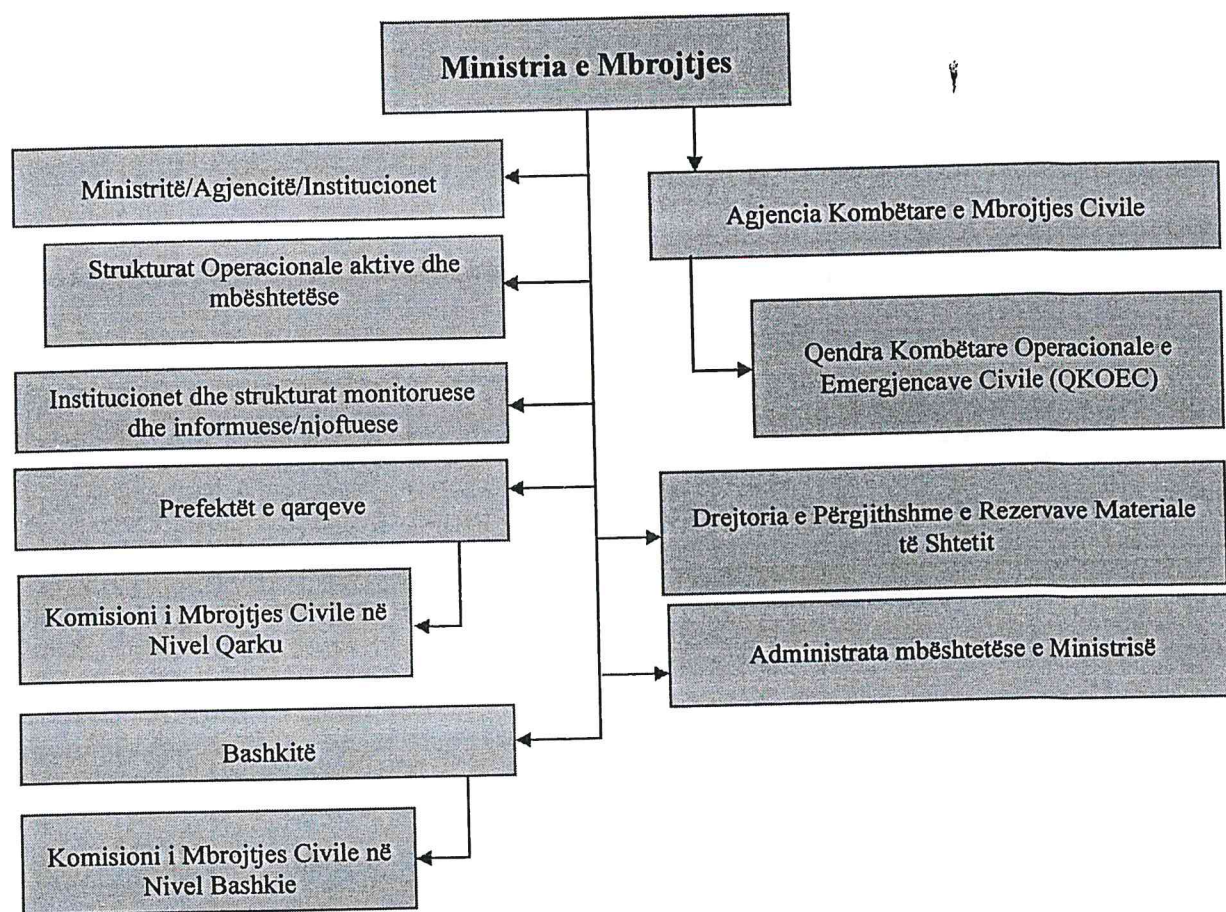 Ministria e Mbrojtjes
Ministritë/Agjencitë/Institucionet
Strukturat Operacionale aktive dhe
mbështetëse
Institucionet dhe strukturat monitoruese
dhe informuese/njoftuese
Prefektët e qarqeve
Komisioni i Mbrojtjes Civile në
Nivel Qarku
Bashkitë
Komisioni i Mbrojtjes Civile në
Nivel Bashkie
Agjencia Kombëtare e Mbrojtjes Civile
Qendra Kombëtare Operacionale e
Emergjencave Civile (QKOEC)
Drejtoria e Përgjithshme e Rezervave Materiale
të Shtetit
Administrata mbështetëse e Ministrisë